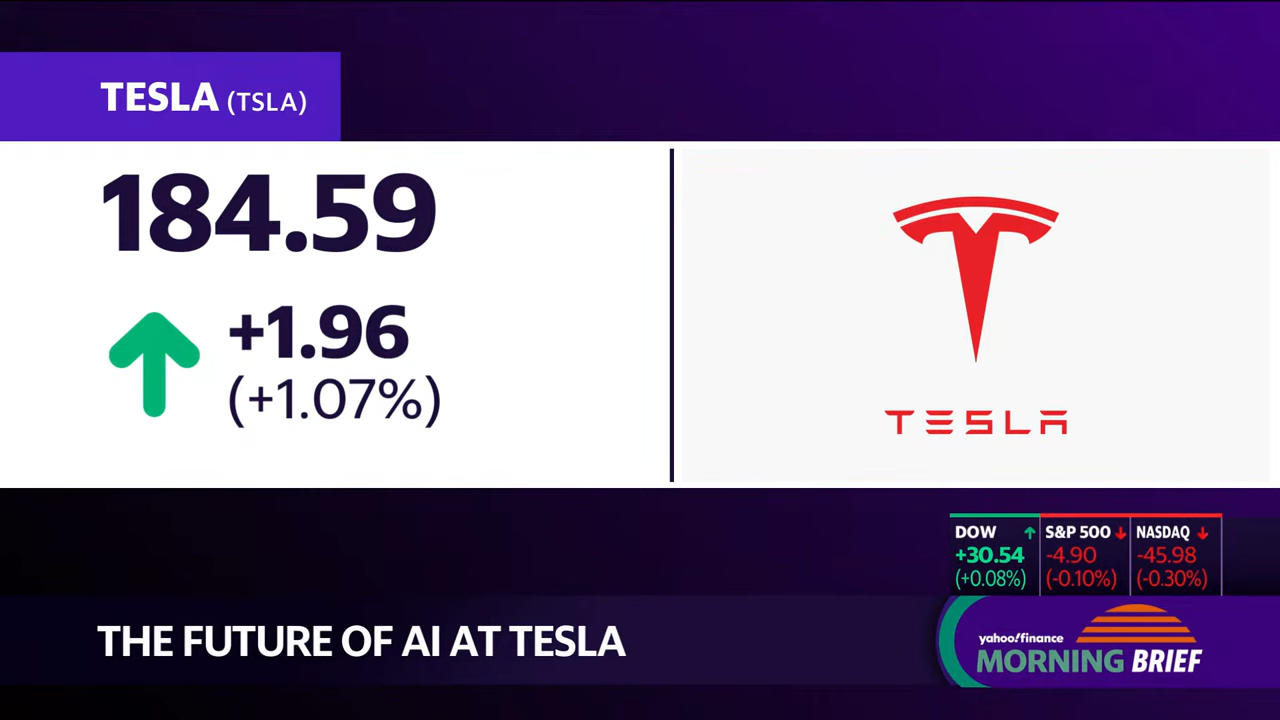 TESLA (TSLA)
184.59
+1.96
(+1.07%)
TESLA
DOW
+30.54
(+0.08%)
S&P 500
-4.90
(-0.10%)
NASDAQ
-45.98
(-0.30%)
THE FUTURE OF AI AT TESLA
yahoo!finance
MORNING BRIEF